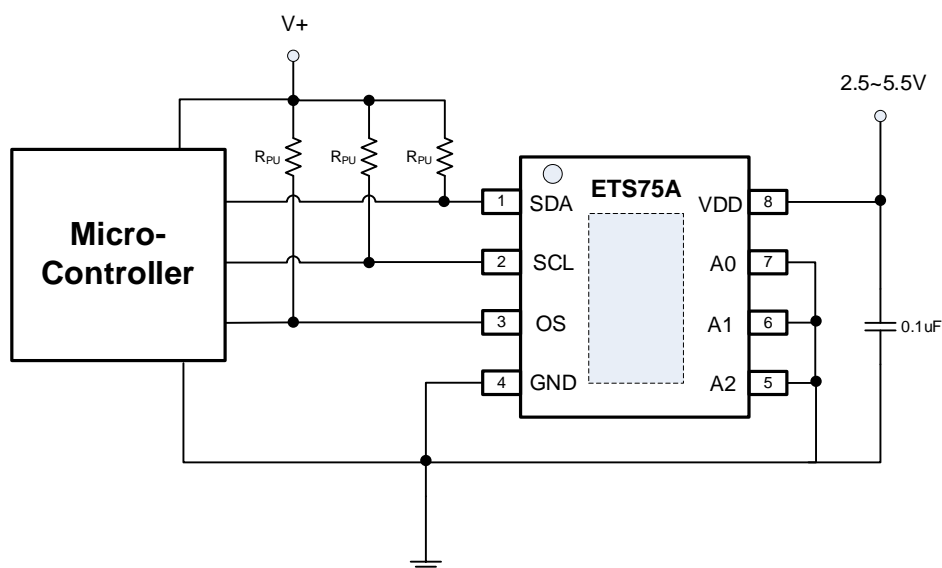 V+
2.5~5.5V
RPU
RPU
RPU
Micro-
Controller
ETS75A
1 SDA
VDD 8
2 SCL
A0 7
3 OS
A1 6
4 GND
A2 5
0.1uF